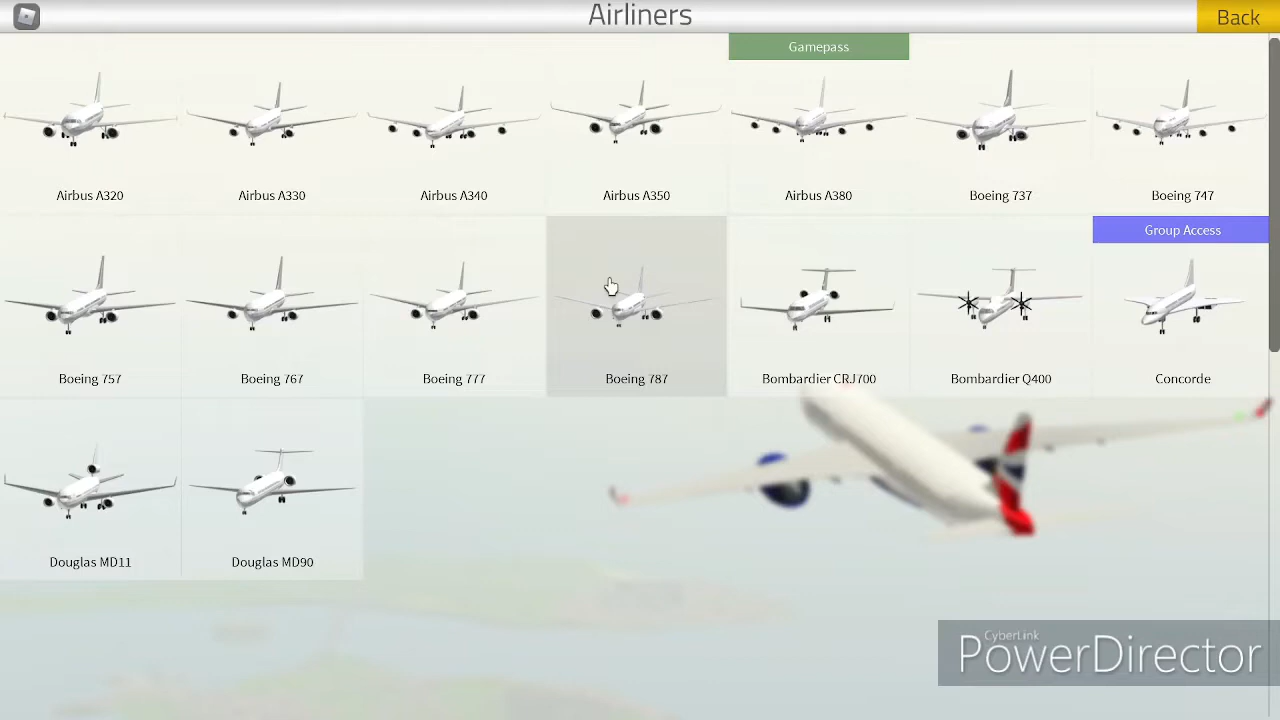 Airliners
Back
Gamepass
Airbus A320
Airbus A330
Airbus A340
Airbus A350
Airbus A380
Boeing 737
Boeing 747
Group Access
Boeing 757
Boeing 767
Boeing 777
Boeing 787
Bombardier CRJ700
Bombardier Q400
Concorde
Douglas MD11
Douglas MD90
CyberLink
PowerDirector